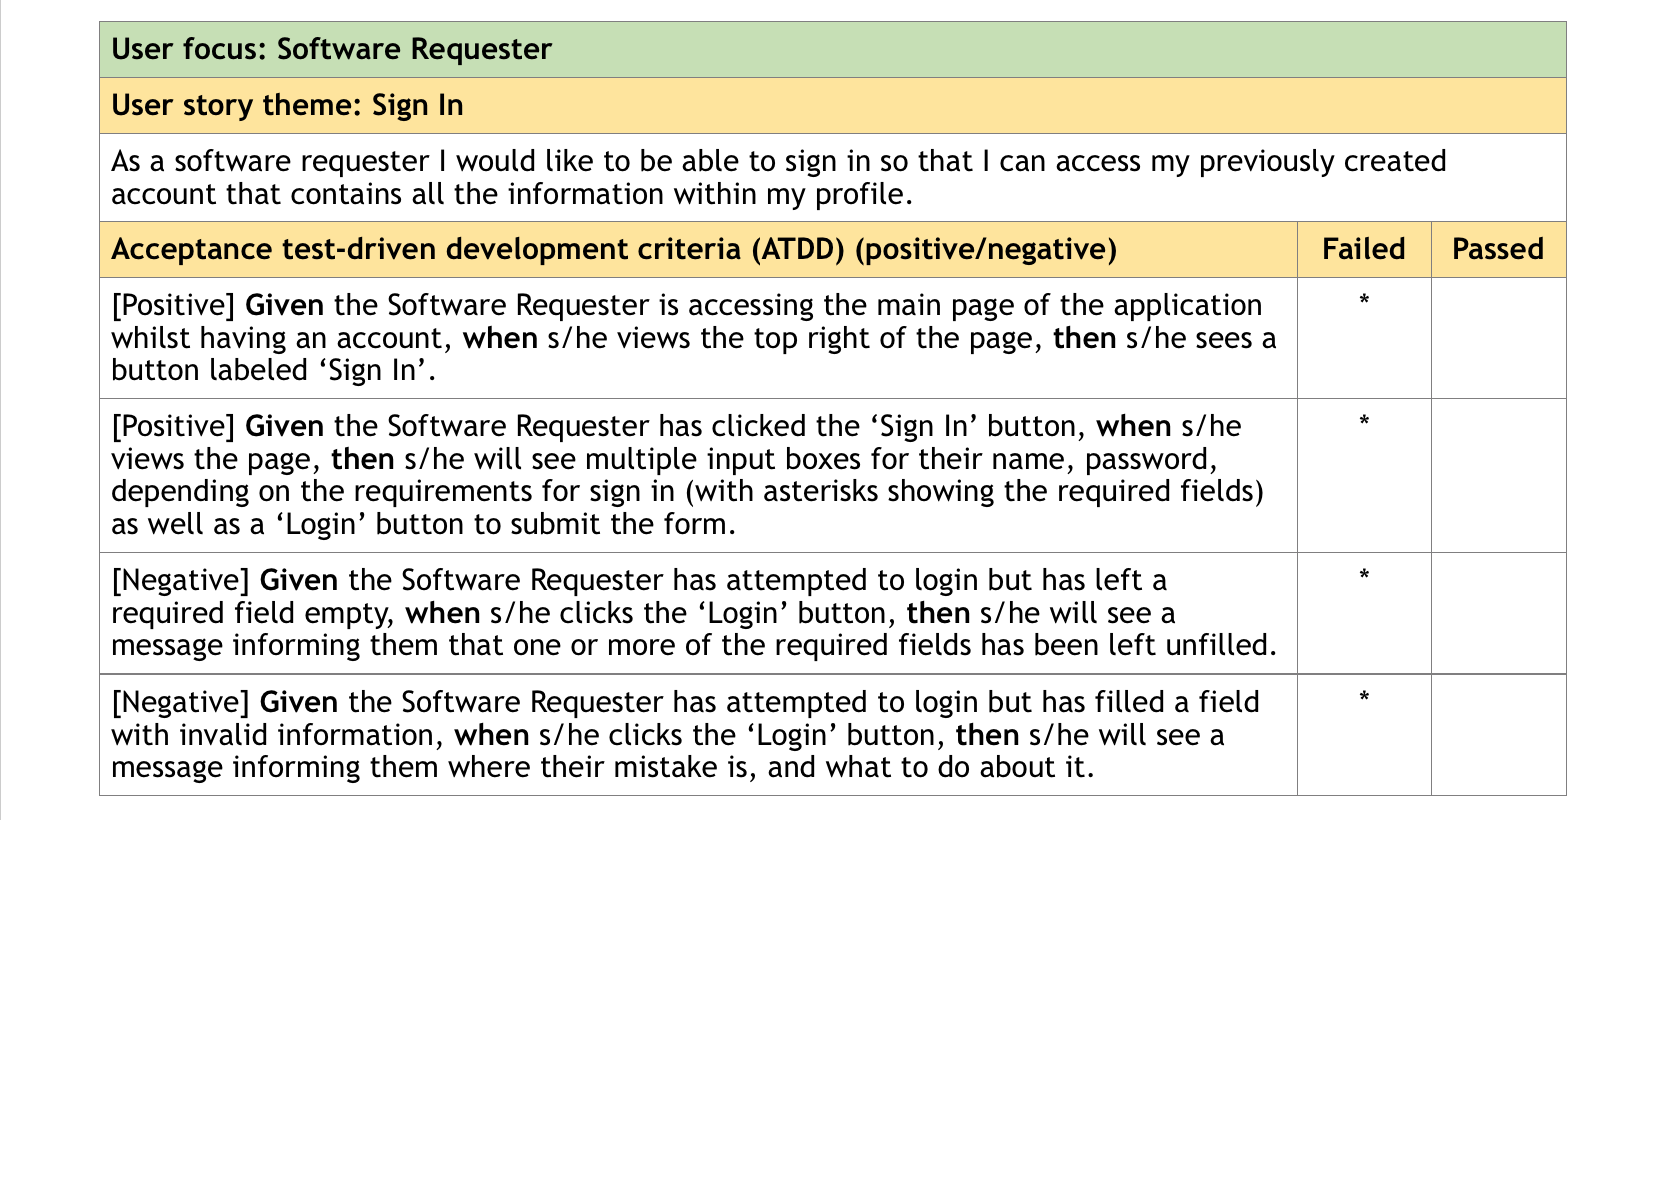 User focus: Software Requester
User story theme: Sign In
As a software requester I would like to be able to sign in so that I can access my previously created
account that contains all the information within my profile.
Acceptance test-driven development criteria (ATDD) (positive/negative) Failed Passed
[Positive] Given the Software Requester is accessing the main page of the application *
whilst having an account, when s/he views the top right of the page, then s/he sees a
button labeled ‘Sign In’.
[Positive] Given the Software Requester has clicked the ‘Sign In’ button, when s/he *
views the page, then s/he will see multiple input boxes for their name, password,
depending on the requirements for sign in (with asterisks showing the required fields)
as well as a ‘Login’ button to submit the form.
[Negative] Given the Software Requester has attempted to login but has left a *
required field empty, when s/he clicks the ‘Login’ button, then s/he will see a
message informing them that one or more of the required fields has been left unfilled.
[Negative] Given the Software Requester has attempted to login but has filled a field *
with invalid information, when s/he clicks the ‘Login’ button, then s/he will see a
message informing them where their mistake is, and what to do about it.